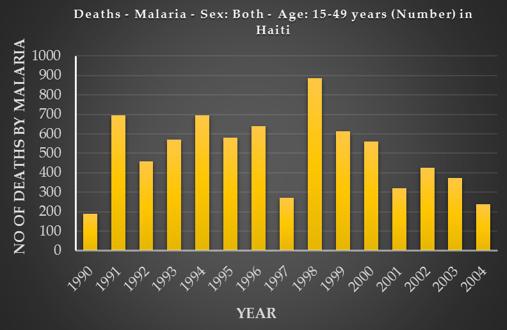 Deaths - Malaria - Sex: Both - Age: 15-49 years (Number) in
Haiti
NO OF DEATHS BY MALARIA
1000
900
800
700
600
500
400
300
200
100
0
1990 1991 1992 1993 1994 1995 1996 1997 1998 1999 2000 2001 2002 2003 2004
YEAR